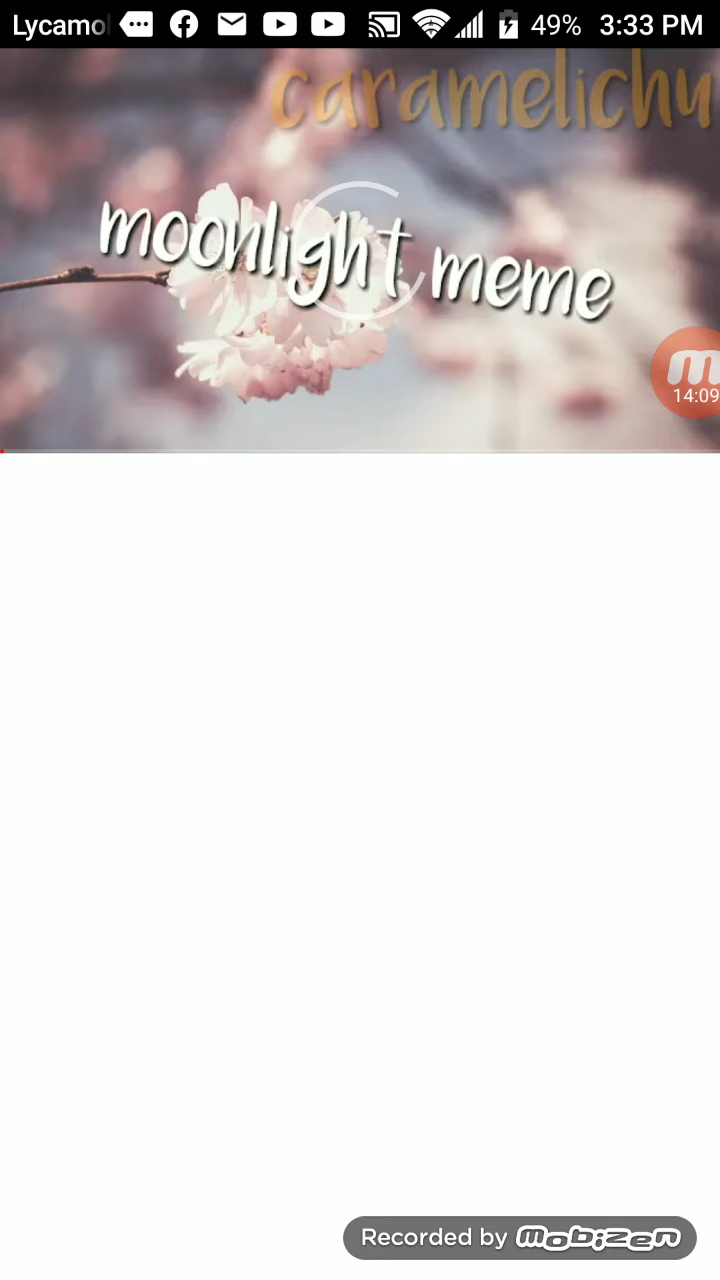 Lycamo
49% 3:33 PM
caramelichu
moonlight meme
14:09
Recorded by mobizen